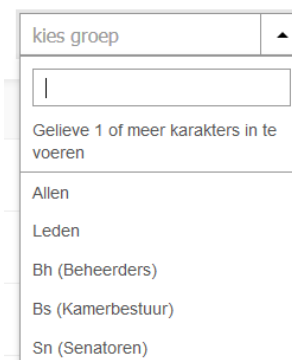 kies groep
Gelieve 1 of meer karakters in te
voeren
Allen
Leden
Bh (Beheerders)
Bs (Kamerbestuur)
Sn (Senatoren)